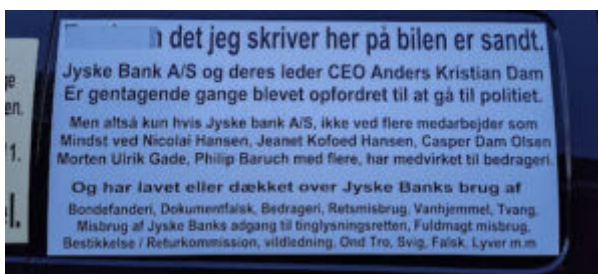 det jeg skriver her på bilen er sandt.
Jyske Bank A/S og deres leder CEO Anders Kristian Dam
Er gentagende gange blevet opfordret til at gå til politiet.
Men altså kun hvis Jyske bank A/S, ikke ved flere medarbejder som
Mindst ved Nicolai Hansen, Jeanet Kofoed Hansen, Casper Dam Olsen
Morten Ulrik Gade, Philip Baruch med flere, har medvirket til bedrageri.
Og har lavet eller dækket over Jyske Banks brug af
Bondefanderi, Dokumentfalsk, Bedrageri, Retsmisbrug, Vanhjemmel, Tvang,
Misbrug af Jyske Banks adgang til tinglysningsretten, Fuldmagt misbrug,
Bestikkelse / Returkommission, vildledning, Ond Tro, Svig, Falsk, Lyver m.m